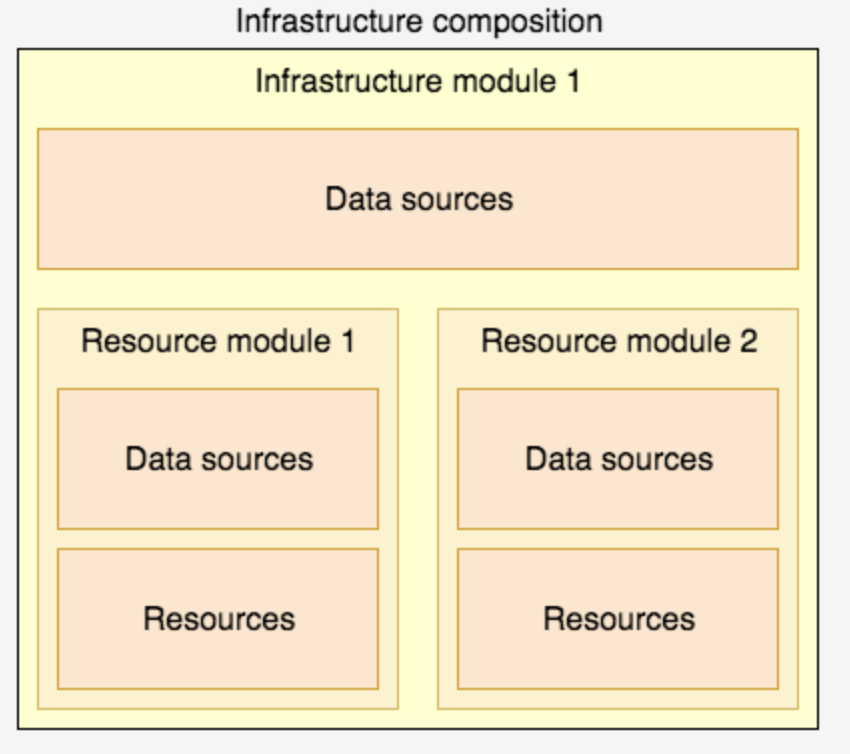 Infrastructure composition
Infrastructure module 1
Data sources
Resource module 1
Data sources
Resources
Resource module 2
Data sources
Resources